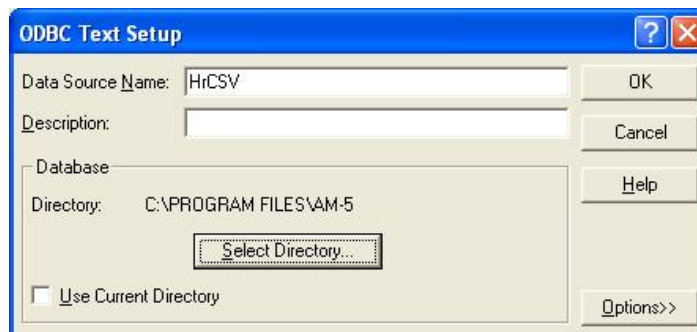 ODBC Text Setup
Data Source Name: HrCSV
OK
Description:
Cancel
Database
Help
Directory: C:\PROGRAM FILES\AM-5
Select Directory...
Use Current Directory
Options>>